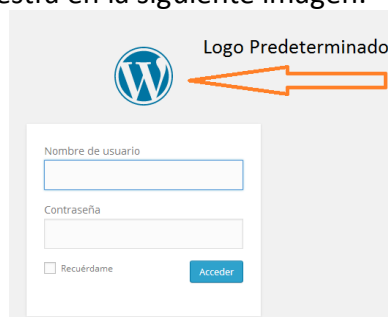 estra en la siguiente imagen:
Logo Predeterminado
Nombre de usuario
Contraseña
Recuérdame
Acceder